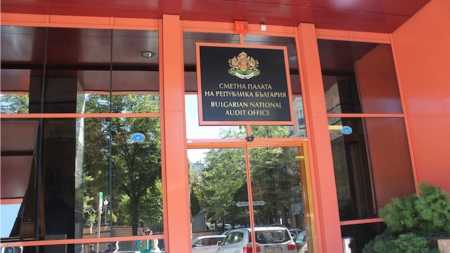 СМЕТНА ПАЛАТА
НА РЕПУБЛИКА БЪЛГАРИЯ
BULGARIAN NATIONAL
AUDIT OFFICE